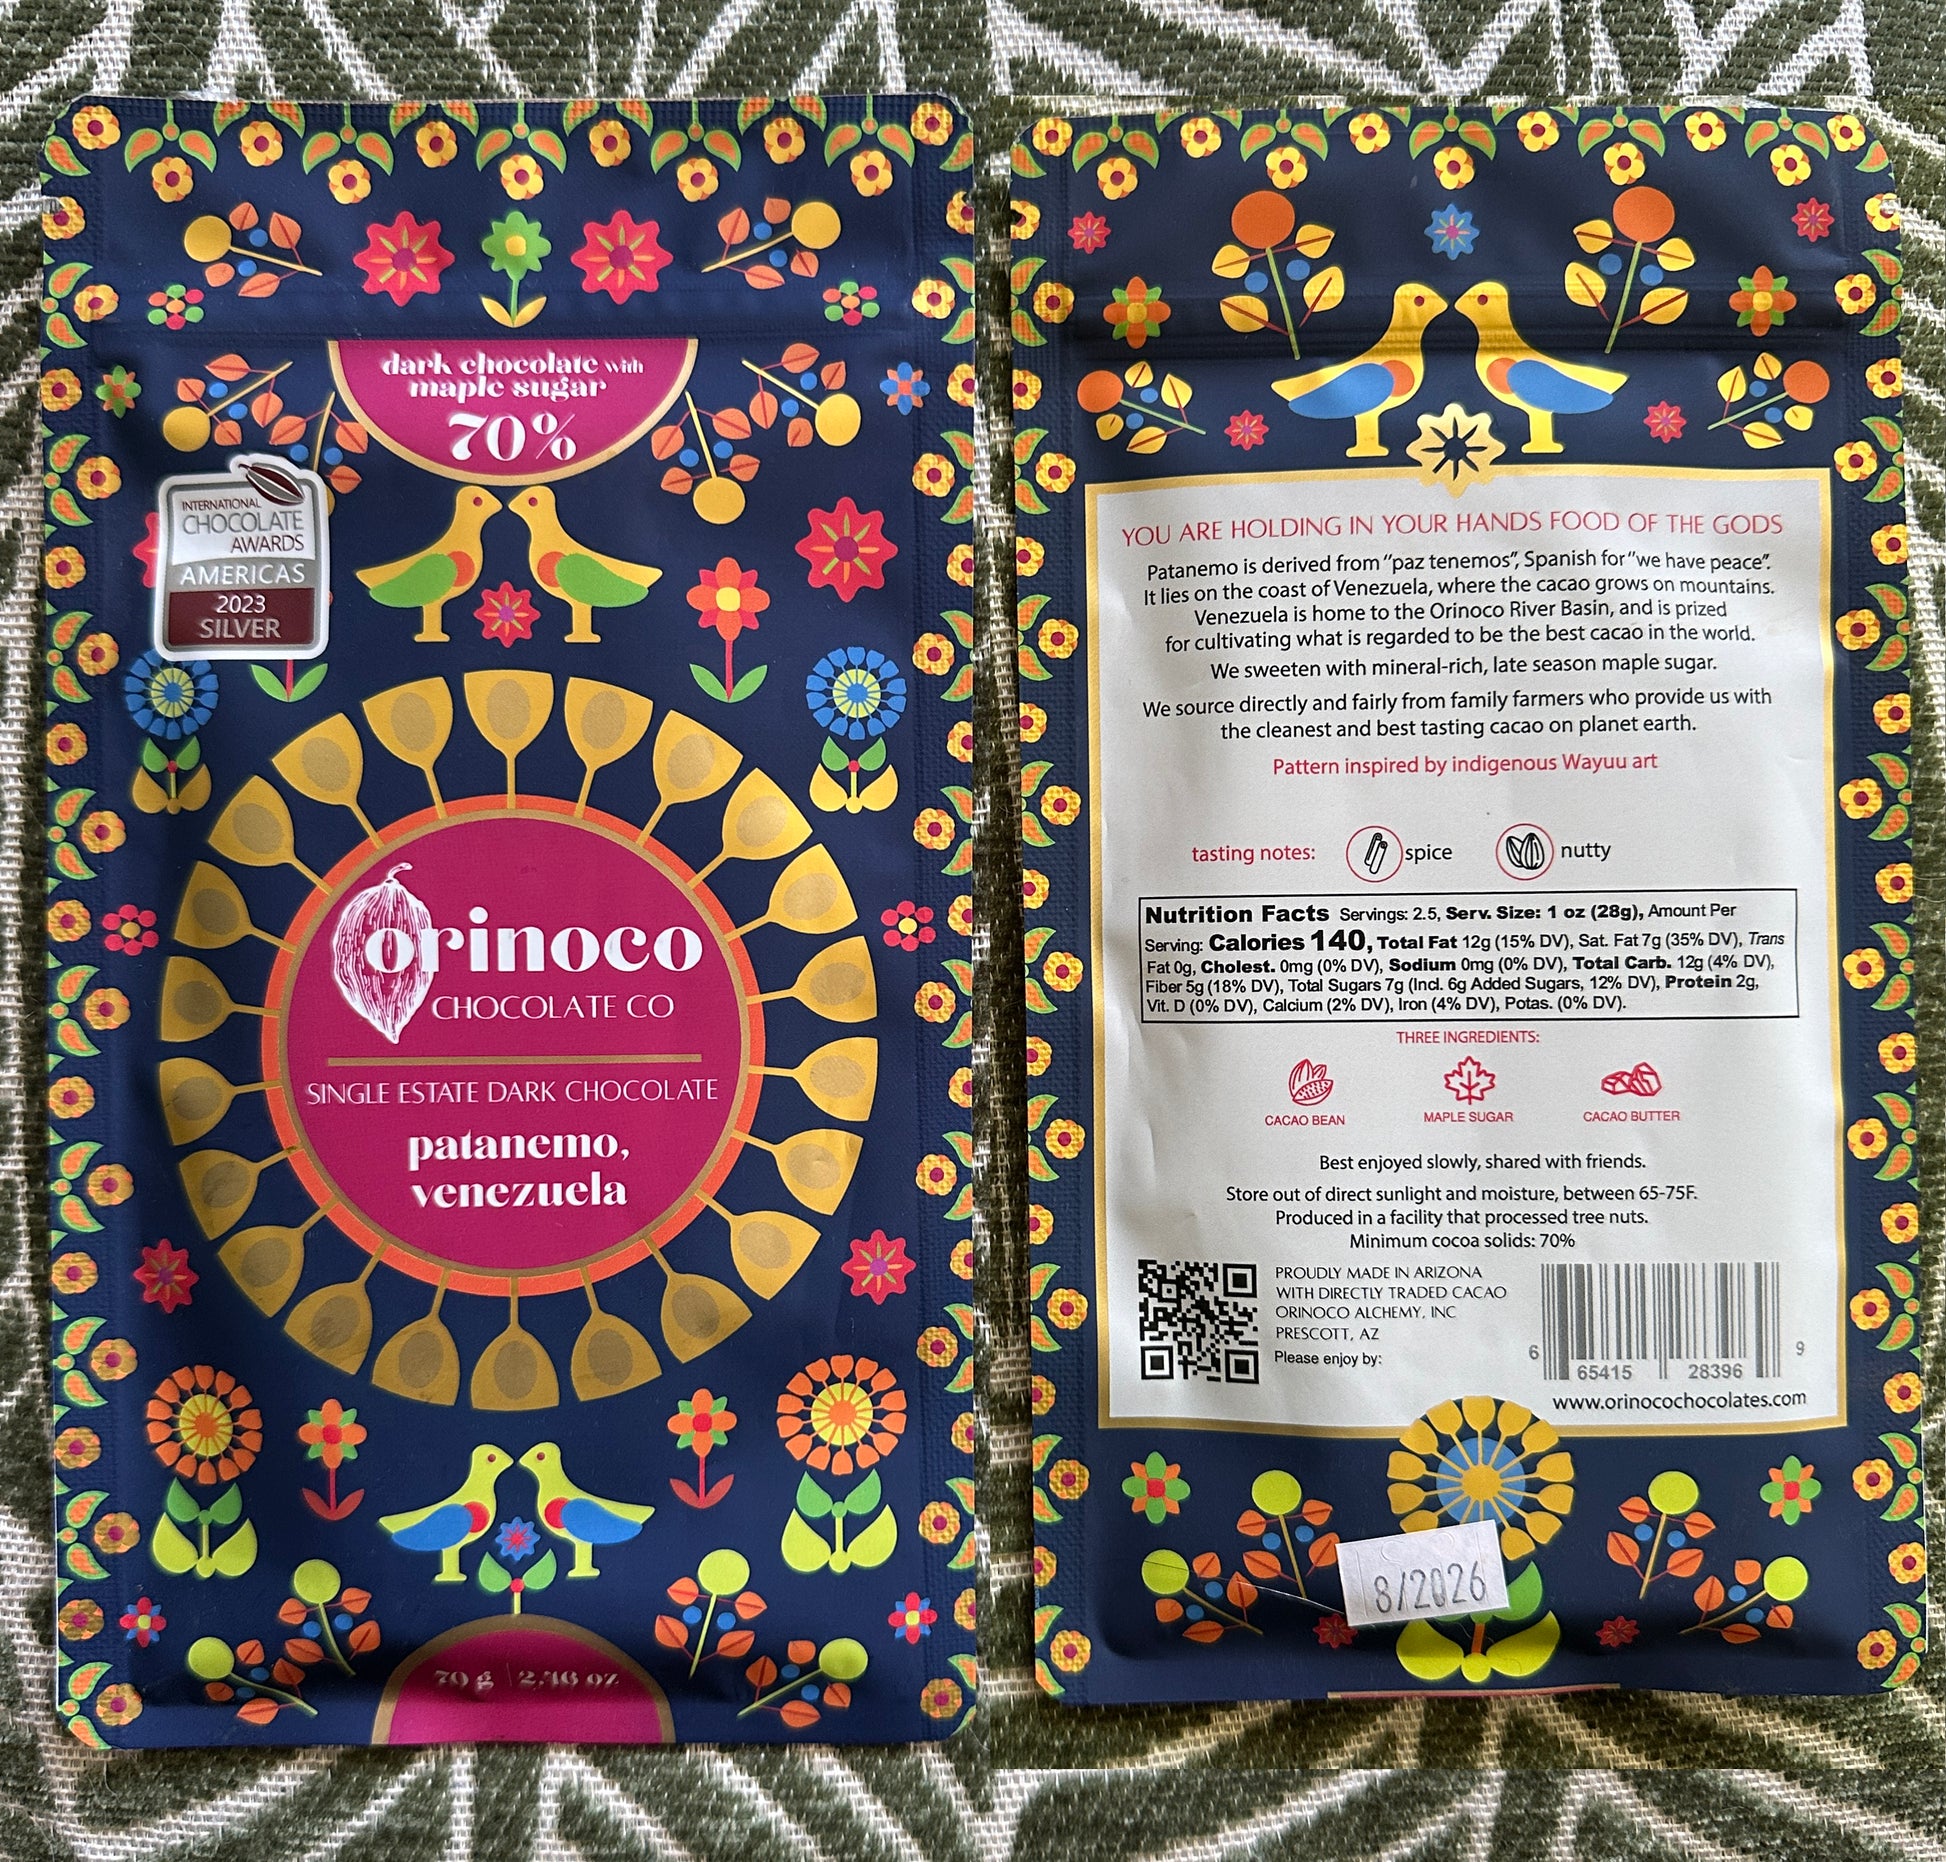 dark chocolate with
maple sugar
70%
INTERNATIONAL
CHOCOLATE
AWARDS
AMERICAS
2023
SILVER
orinoco
CHOCOLATE CO
SINGLE ESTATE DARK CHOCOLATE
patanemo,
venezuela
70 g | 2.46 oz
YOU ARE HOLDING IN YOUR HANDS FOOD OF THE GODS
Patanemo is derived from "paz tenemos", Spanish for "we have peace".
It lies on the coast of Venezuela, where the cacao grows on mountains.
Venezuela is home to the Orinoco River Basin, and is prized
for cultivating what is regarded to be the best cacao in the world.
We sweeten with mineral-rich, late season maple sugar.
We source directly and fairly from family farmers who provide us with
the cleanest and best tasting cacao on planet earth.
Pattern inspired by indigenous Wayuu art
tasting notes: spice nutty
Nutrition Facts Servings: 2.5, Serv. Size: 1 oz (28g), Amount Per
Serving: Calories 140, Total Fat 12g (15% DV), Sat. Fat 7g (35% DV), Trans
Fat 0g, Cholest. 0mg (0% DV), Sodium 0mg (0% DV), Total Carb. 12g (4% DV),
Fiber 5g (18% DV), Total Sugars 7g (Incl. 6g Added Sugars, 12% DV), Protein 2g,
Vit. D (0% DV), Calcium (2% DV), Iron (4% DV), Potas. (0% DV).
THREE INGREDIENTS:
CACAO BEAN MAPLE SUGAR CACAO BUTTER
Best enjoyed slowly, shared with friends.
Store out of direct sunlight and moisture, between 65-75F.
Produced in a facility that processed tree nuts.
Minimum cocoa solids: 70%
PROUDLY MADE IN ARIZONA
WITH DIRECTLY TRADED CACAO
ORINOCO ALCHEMY, INC
PRESCOTT, AZ
Please enjoy by:
6 65415 28396 9
www.orinocochocolates.com
8/2026